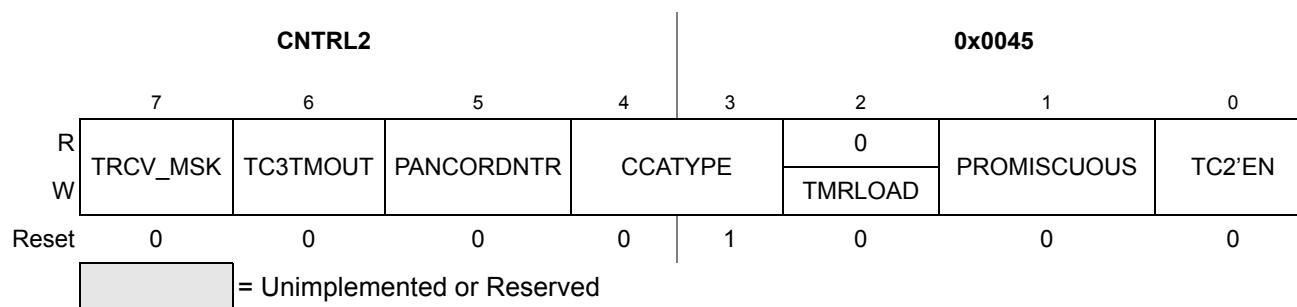 CNTRL2 0x0045
7 6 5 4 3 2 1 0
R TRCV_MSK TC3TMOUT PANCORDNTR CCATYPE 0 PROMISCUOUS TC2'EN
W TMRLOAD
Reset 0 0 0 0 1 0 0 0
= Unimplemented or Reserved